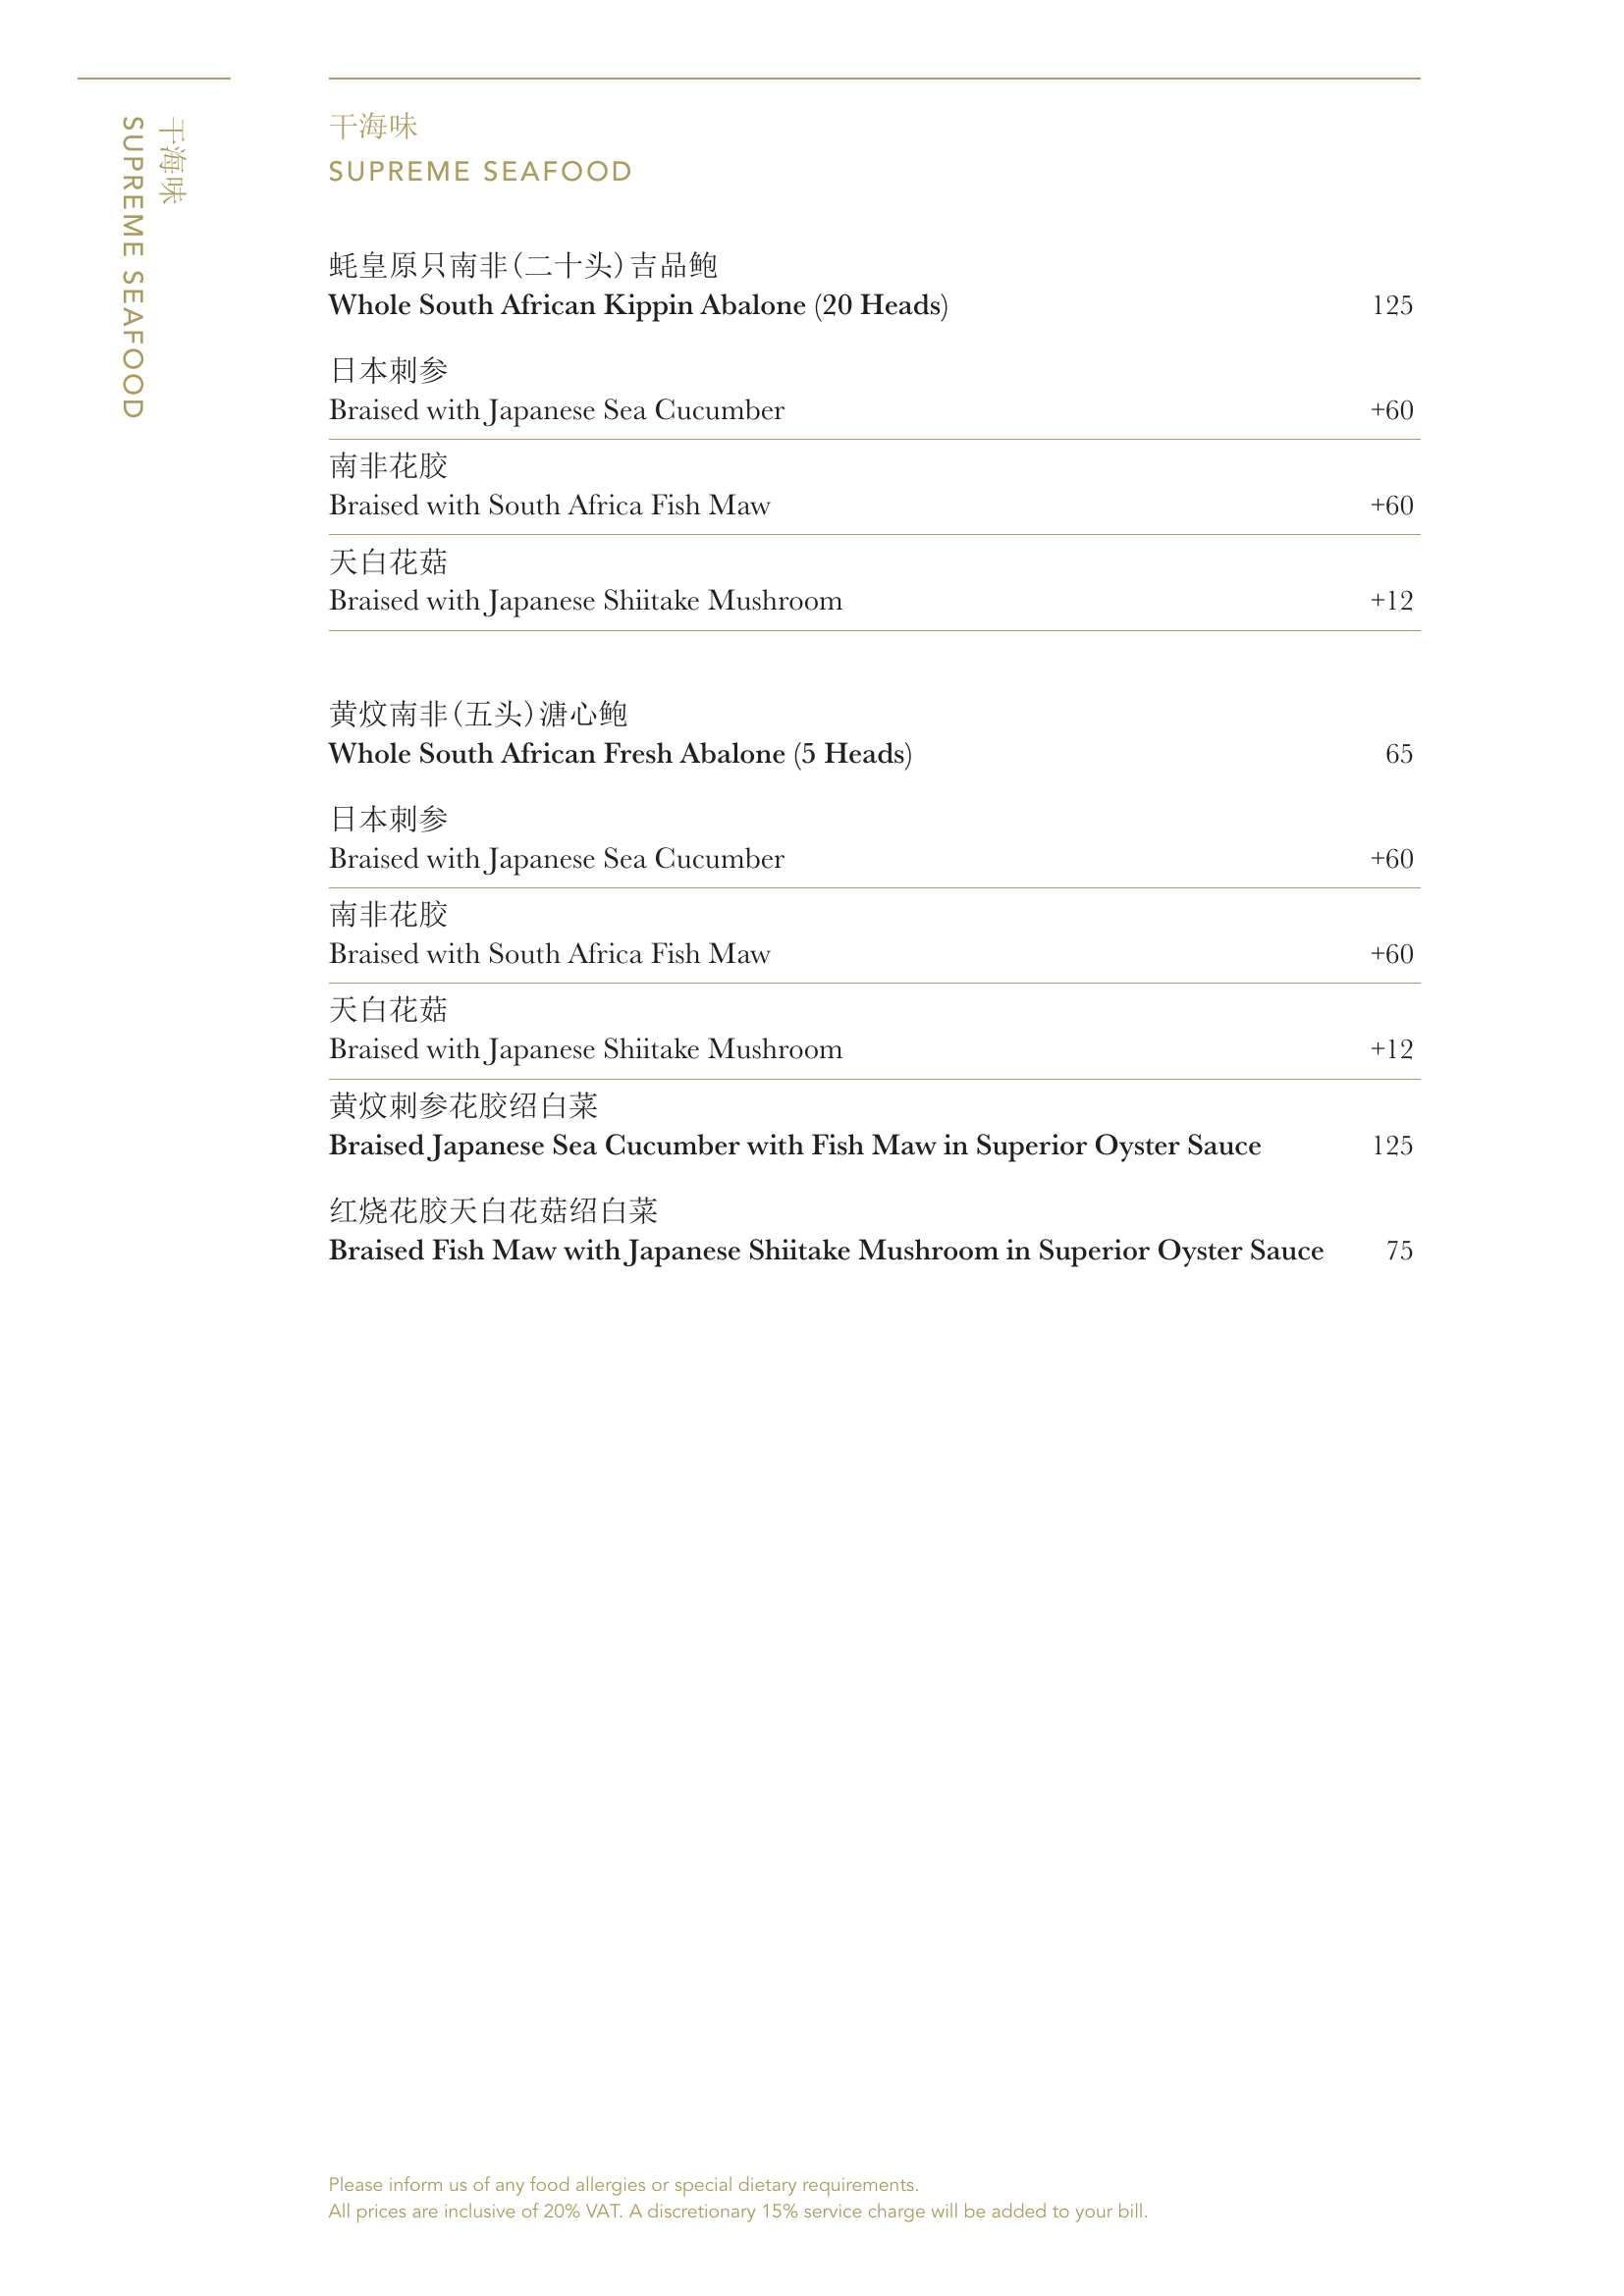 干海味
SUPREME SEAFOOD
干海味
SUPREME SEAFOOD
蚝皇原只南非(二十头)吉品鲍
Whole South African Kippin Abalone (20 Heads) 125
日本刺参
Braised with Japanese Sea Cucumber +60
南非花胶
Braised with South Africa Fish Maw +60
天白花菇
Braised with Japanese Shiitake Mushroom +12
黄炆南非(五头)溏心鲍
Whole South African Fresh Abalone (5 Heads) 65
日本刺参
Braised with Japanese Sea Cucumber +60
南非花胶
Braised with South Africa Fish Maw +60
天白花菇
Braised with Japanese Shiitake Mushroom +12
黄炆刺参花胶绍白菜
Braised Japanese Sea Cucumber with Fish Maw in Superior Oyster Sauce 125
红烧花胶天白花菇绍白菜
Braised Fish Maw with Japanese Shiitake Mushroom in Superior Oyster Sauce 75
Please inform us of any food allergies or special dietary requirements.
All prices are inclusive of 20% VAT. A discretionary 15% service charge will be added to your bill.